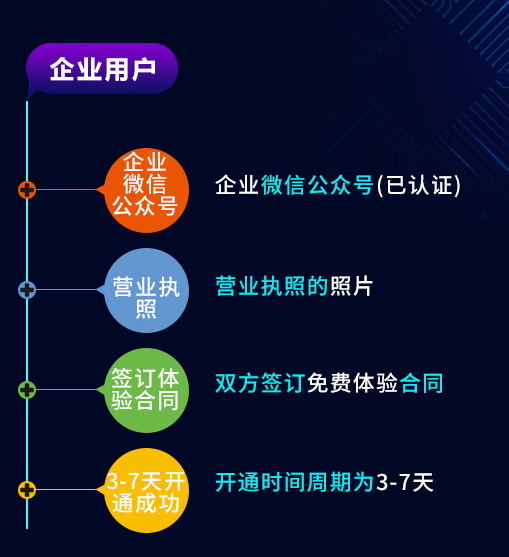 企业用户
企业
微信
公众号
企业微信公众号(已认证)
营业执
照
营业执照的照片
签订体
验合同
双方签订免费体验合同
3-7天开
通成功
开通时间周期为3-7天